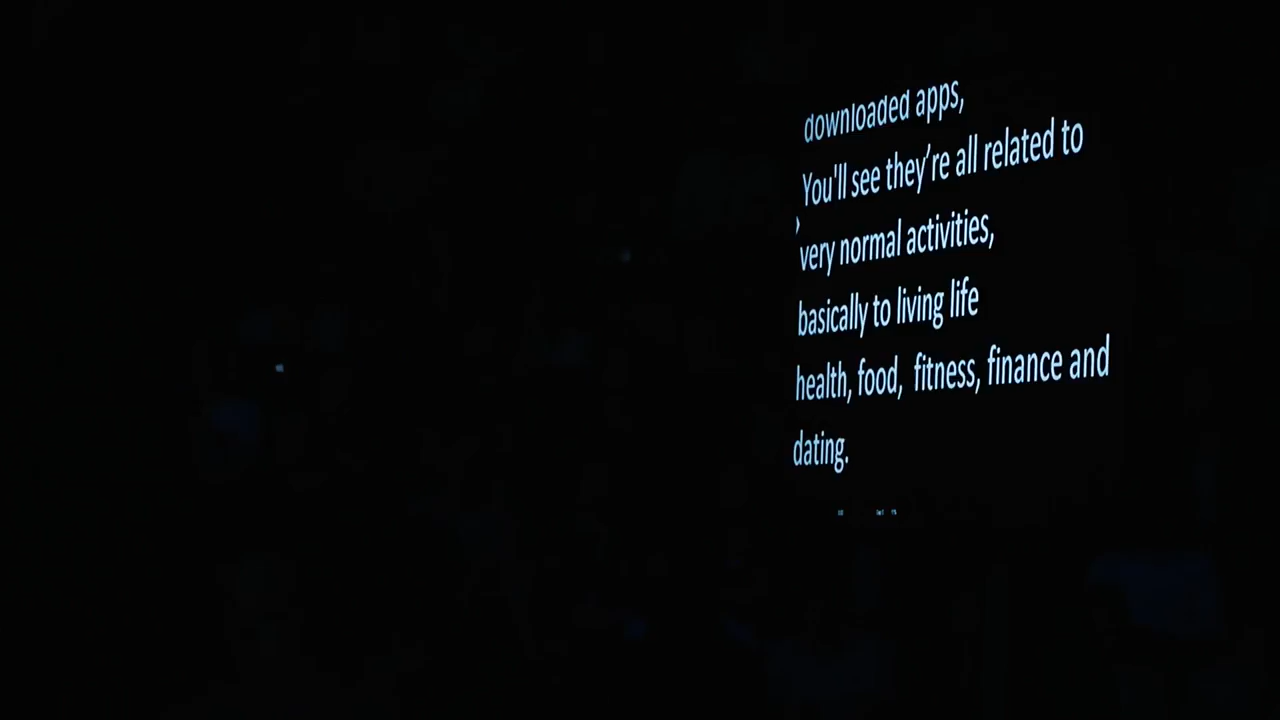 downloaded apps,
You'll see they’re all related to
very normal activities,
basically to living life
health, food, fitness, finance and
dating.